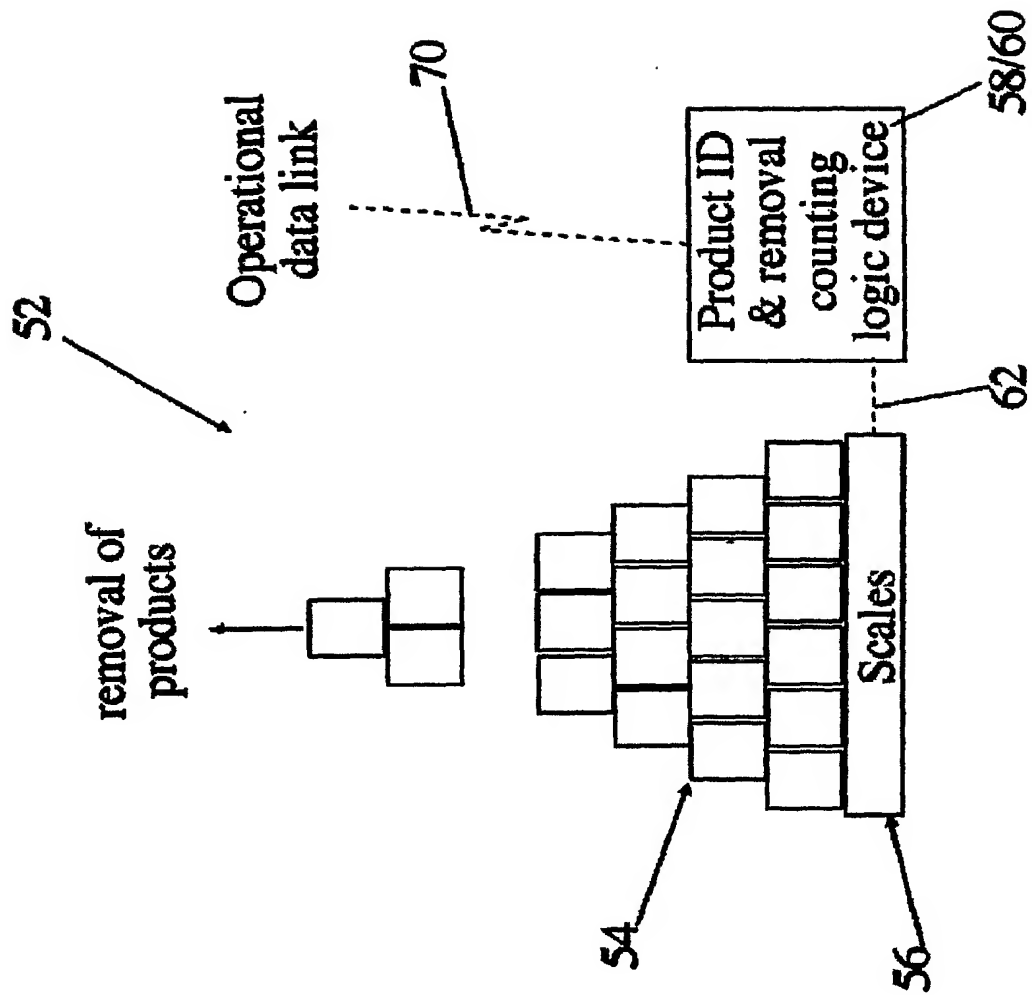 52
removal of
products
Operational
data link
70
54
Scales
56
62
Product ID
& removal
counting
logic device
58/60